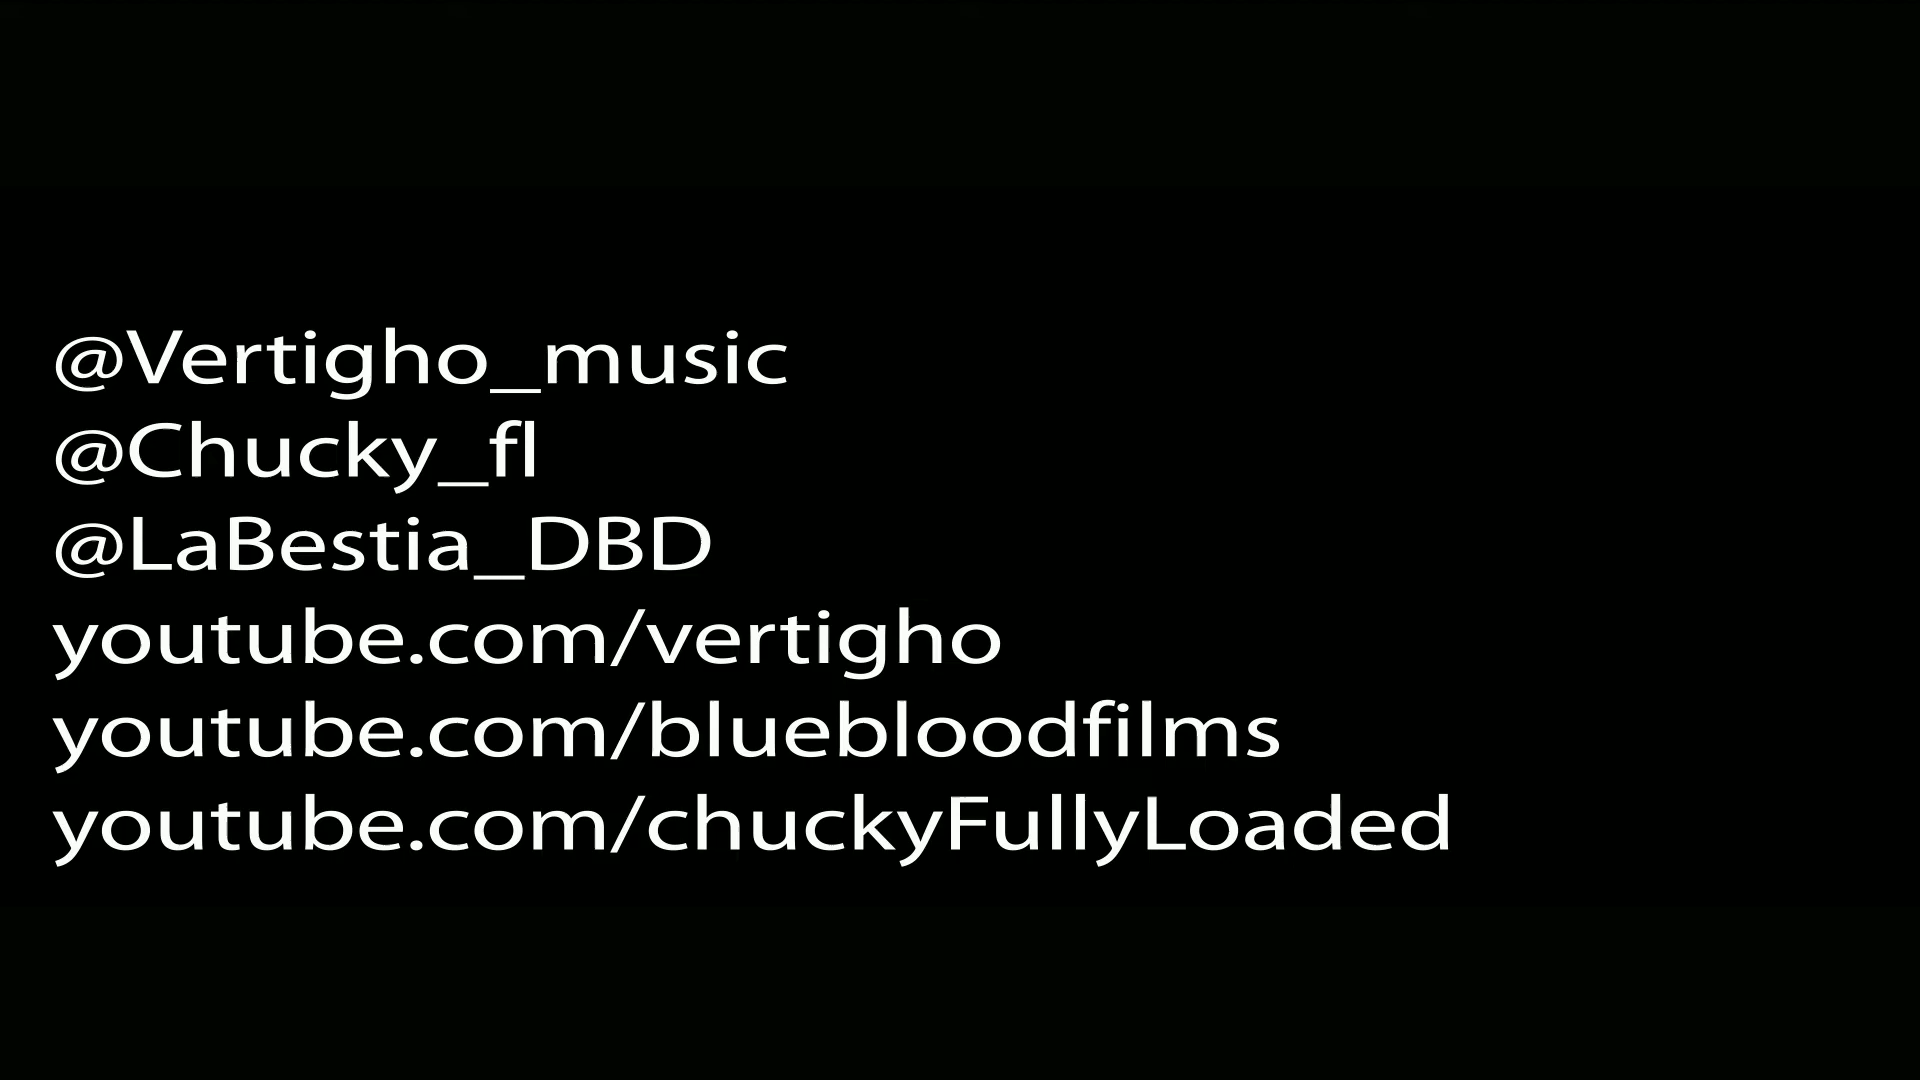 @Vertigho_music
@Chucky_fl
@LaBestia_DBD
youtube.com/vertigho
youtube.com/bluebloodfilms
youtube.com/chuckyFullyLoaded